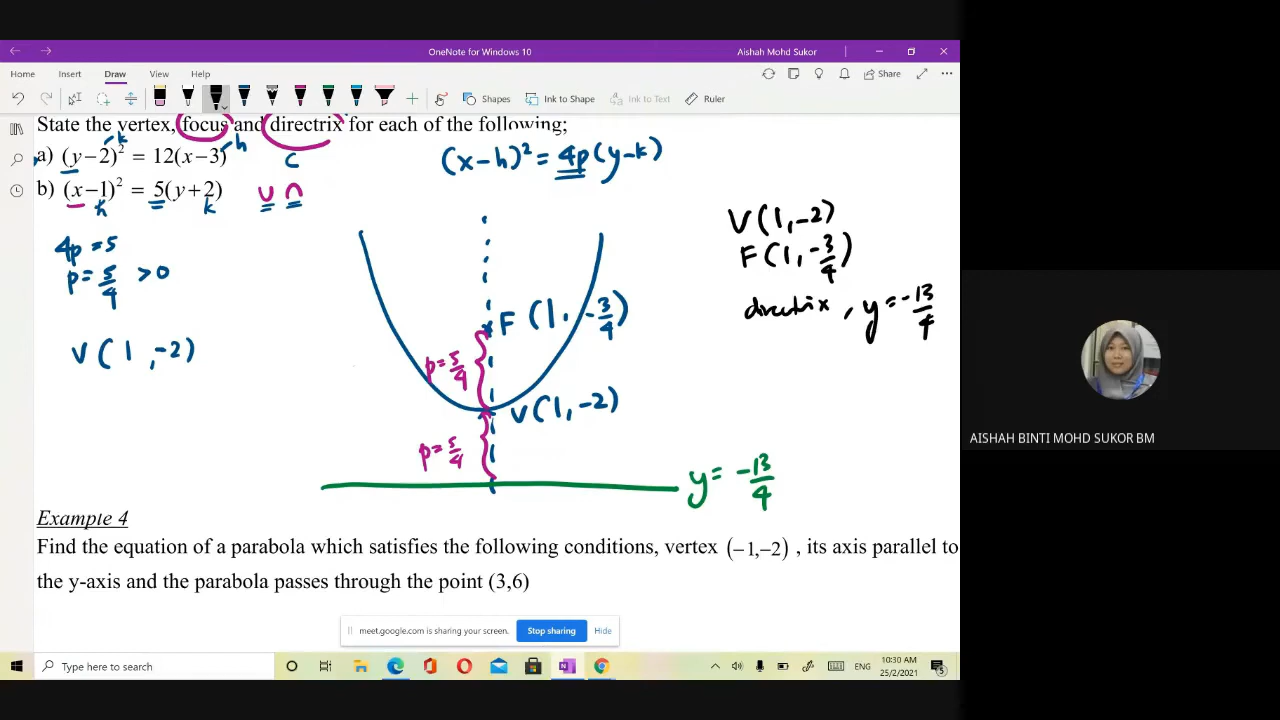 OneNote for Windows 10
Aishah Mohd Sukor
Home Insert Draw View Help
Share
Shapes
Ink to Shape
Ink to Text
Ruler
State the vertex, focus and directrix for each of the following;
a) (y−2)² = 12(x−3)
k
h
c
b) (x−1)² = 5(y+2)
h
k
∪ ∩
(x−h)² = 4p(y−k)
4p = 5
p = 5/4 > 0
V(1, −2)
F(1, −3/4)
p = 5/4
V(1, −2)
p = 5/4
y = −13/4
V(1, −2)
F(1, −3/4)
directrix, y = −13/4
Example 4
Find the equation of a parabola which satisfies the following conditions, vertex (−1,−2), its axis parallel to
the y-axis and the parabola passes through the point (3,6)
meet.google.com is sharing your screen.
Stop sharing
Hide
AISHAH BINTI MOHD SUKOR BM
Type here to search
ENG
10:30 AM
25/2/2021
5